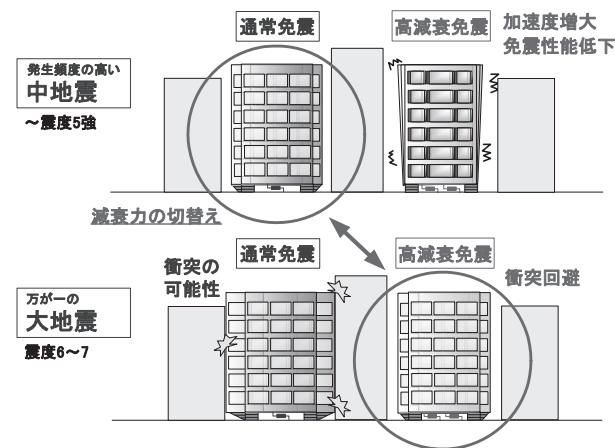 通常免震
高減衰免震
加速度増大
免震性能低下
発生頻度の高い
中地震
～震度5強
減衰力の切替え
通常免震
高減衰免震
衝突の
可能性
衝突回避
万が一の
大地震
震度6～7